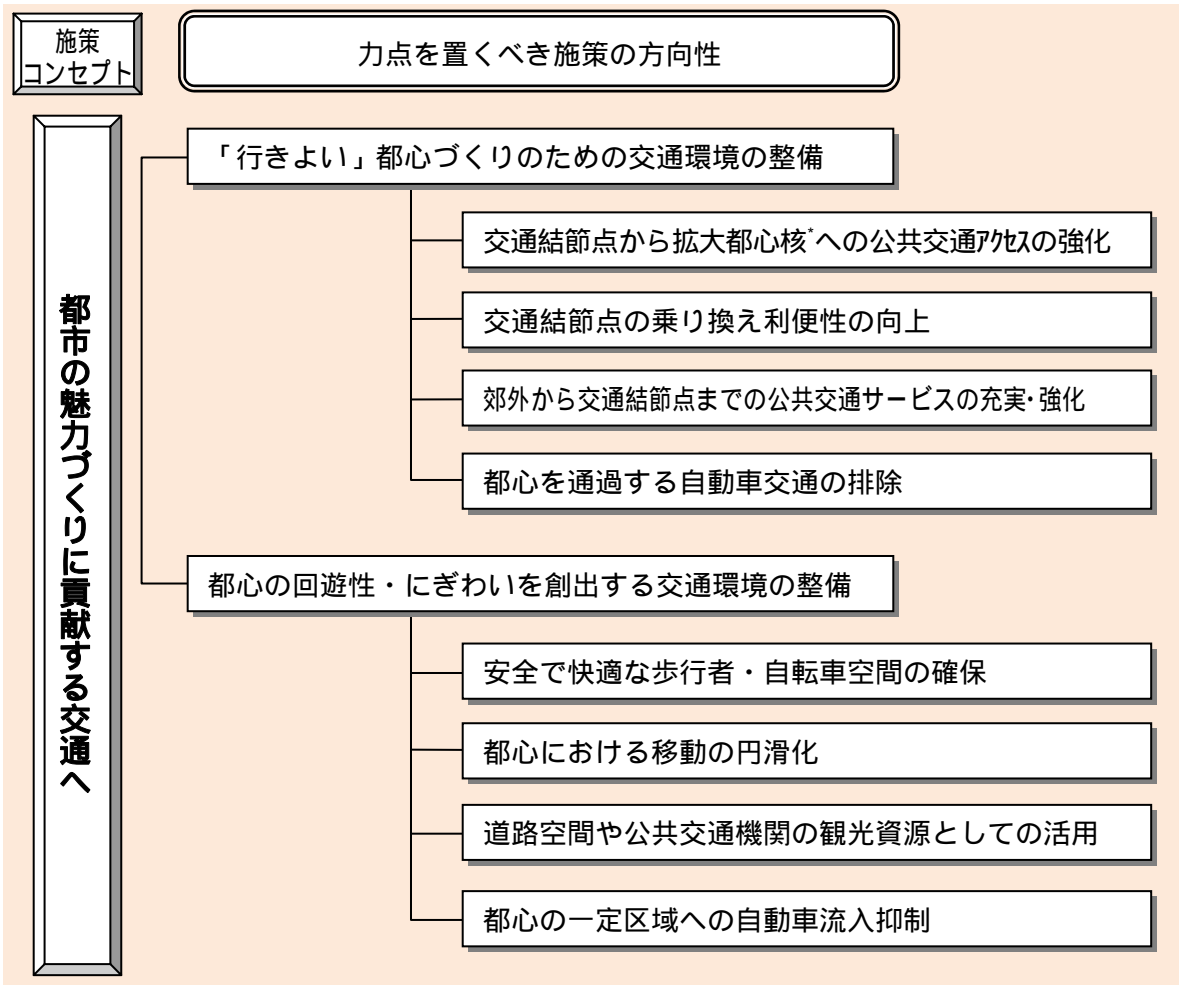 施策
コンセプト
力点を置くべき施策の方向性
都市の魅力づくりに貢献する交通へ
「行きよい」都心づくりのための交通環境の整備
交通結節点から拡大都心核*への公共交通ｱｸｾｽの強化
交通結節点の乗り換え利便性の向上
郊外から交通結節点までの公共交通サービスの充実・強化
都心を通過する自動車交通の排除
都心の回遊性・にぎわいを創出する交通環境の整備
安全で快適な歩行者・自転車空間の確保
都心における移動の円滑化
道路空間や公共交通機関の観光資源としての活用
都心の一定区域への自動車流入抑制